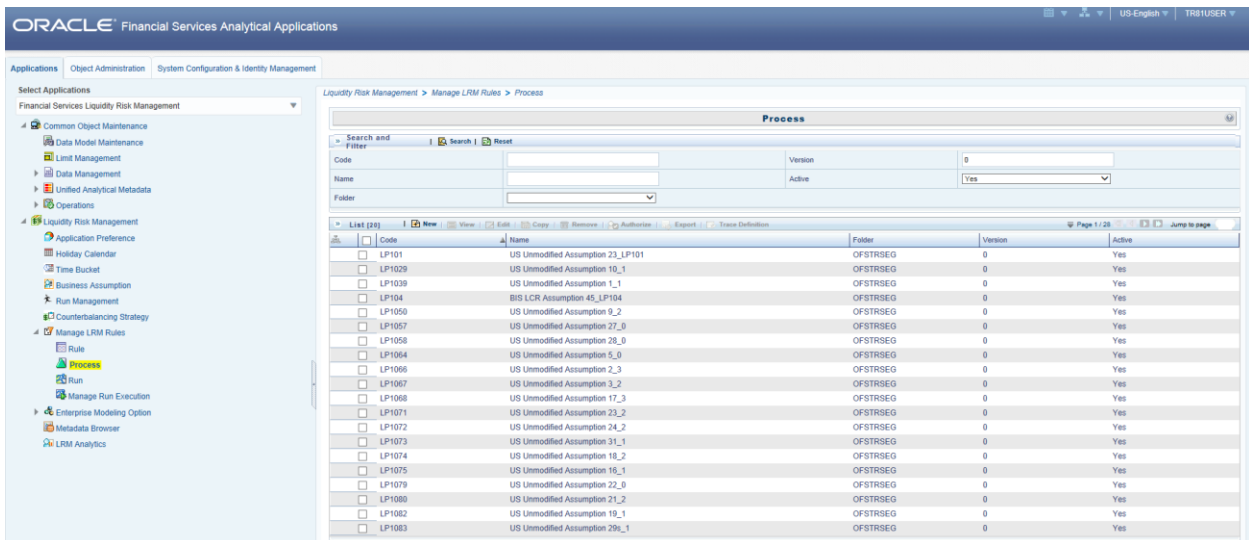 ORACLE Financial Services Analytical Applications
US-English TR81USER
Applications Object Administration System Configuration & Identity Management
Select Applications
Financial Services Liquidity Risk Management
Common Object Maintenance
Data Model Maintenance
Limit Management
Data Management
Unified Analytical Metadata
Operations
Liquidity Risk Management
Application Preference
Holiday Calendar
Time Bucket
Business Assumption
Run Management
Counterbalancing Strategy
Manage LRM Rules
Rule
Process
Run
Manage Run Execution
Enterprise Modeling Option
Metadata Browser
LRM Analytics
Liquidity Risk Management > Manage LRM Rules > Process
Process
» Search and Filter | Search | Reset
Code Version 0
Name Active Yes
Folder
» List [20] | New | View | Edit | Copy | Remove | Authorize | Export | Trace Definition Page 1 / 26 Jump to page
Code Name Folder Version Active
LP101 US Unmodified Assumption 23_LP101 OFSTRSEG 0 Yes
LP1029 US Unmodified Assumption 10_1 OFSTRSEG 0 Yes
LP1039 US Unmodified Assumption 1_1 OFSTRSEG 0 Yes
LP104 BIS LCR Assumption 45_LP104 OFSTRSEG 0 Yes
LP1050 US Unmodified Assumption 9_2 OFSTRSEG 0 Yes
LP1057 US Unmodified Assumption 27_0 OFSTRSEG 0 Yes
LP1058 US Unmodified Assumption 28_0 OFSTRSEG 0 Yes
LP1064 US Unmodified Assumption 5_0 OFSTRSEG 0 Yes
LP1066 US Unmodified Assumption 2_3 OFSTRSEG 0 Yes
LP1067 US Unmodified Assumption 3_2 OFSTRSEG 0 Yes
LP1068 US Unmodified Assumption 17_3 OFSTRSEG 0 Yes
LP1071 US Unmodified Assumption 23_2 OFSTRSEG 0 Yes
LP1072 US Unmodified Assumption 24_2 OFSTRSEG 0 Yes
LP1073 US Unmodified Assumption 31_1 OFSTRSEG 0 Yes
LP1074 US Unmodified Assumption 18_2 OFSTRSEG 0 Yes
LP1075 US Unmodified Assumption 16_1 OFSTRSEG 0 Yes
LP1079 US Unmodified Assumption 22_0 OFSTRSEG 0 Yes
LP1080 US Unmodified Assumption 21_2 OFSTRSEG 0 Yes
LP1082 US Unmodified Assumption 19_1 OFSTRSEG 0 Yes
LP1083 US Unmodified Assumption 29s_1 OFSTRSEG 0 Yes